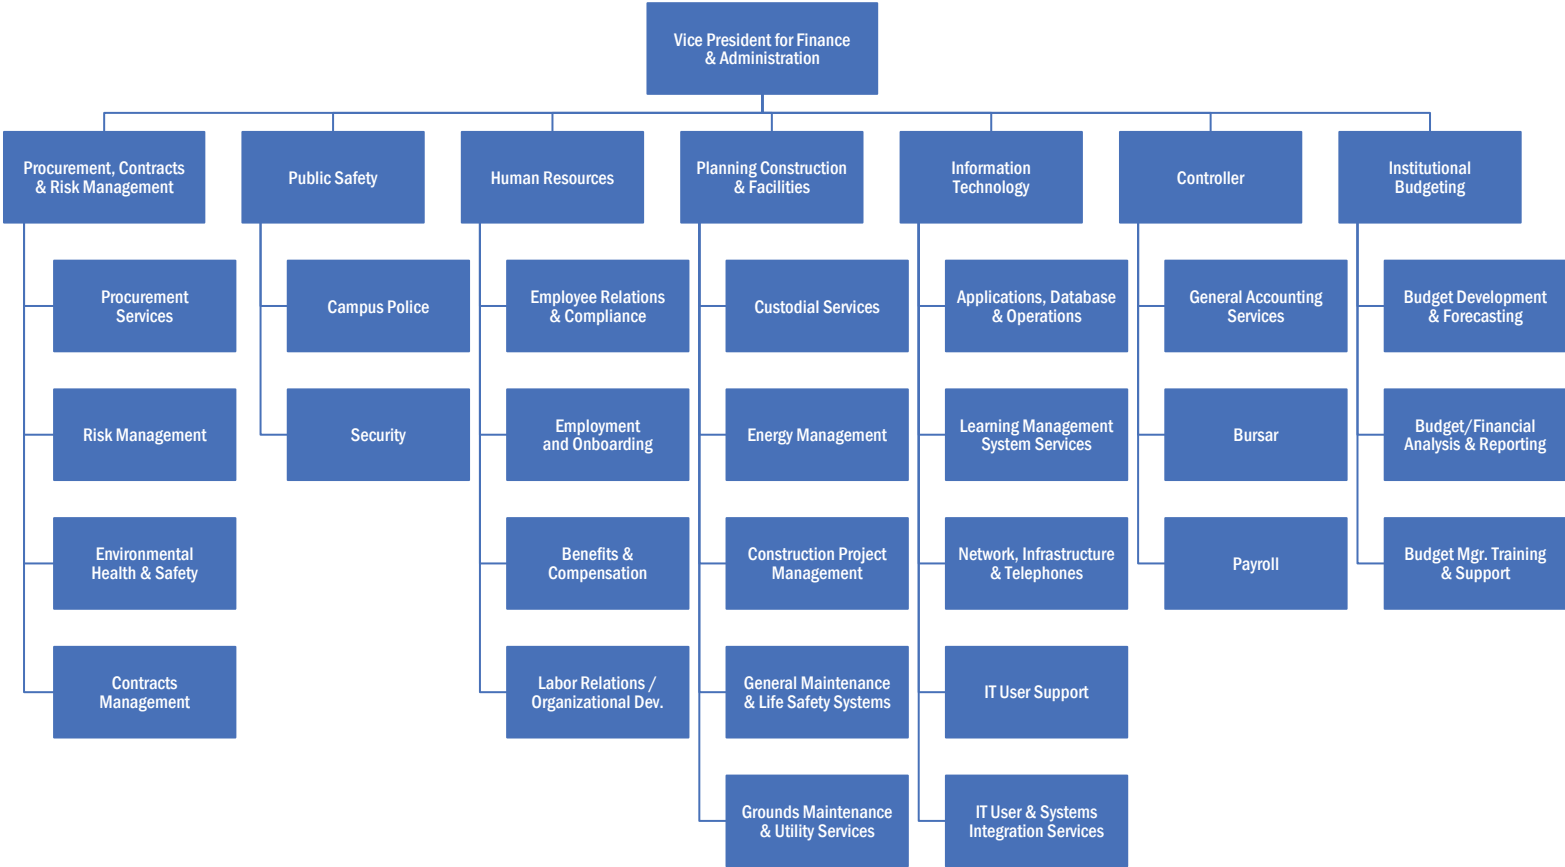 Vice President for Finance
& Administration
Procurement, Contracts
& Risk Management
Public Safety
Human Resources
Planning Construction
& Facilities
Information
Technology
Controller
Institutional
Budgeting
Procurement
Services
Campus Police
Employee Relations
& Compliance
Custodial Services
Applications, Database
& Operations
General Accounting
Services
Budget Development
& Forecasting
Risk Management
Security
Employment
and Onboarding
Energy Management
Learning Management
System Services
Bursar
Budget/Financial
Analysis & Reporting
Environmental
Health & Safety
Benefits &
Compensation
Construction Project
Management
Network, Infrastructure
& Telephones
Payroll
Budget Mgr. Training
& Support
Contracts
Management
Labor Relations /
Organizational Dev.
General Maintenance
& Life Safety Systems
IT User Support
Grounds Maintenance
& Utility Services
IT User & Systems
Integration Services